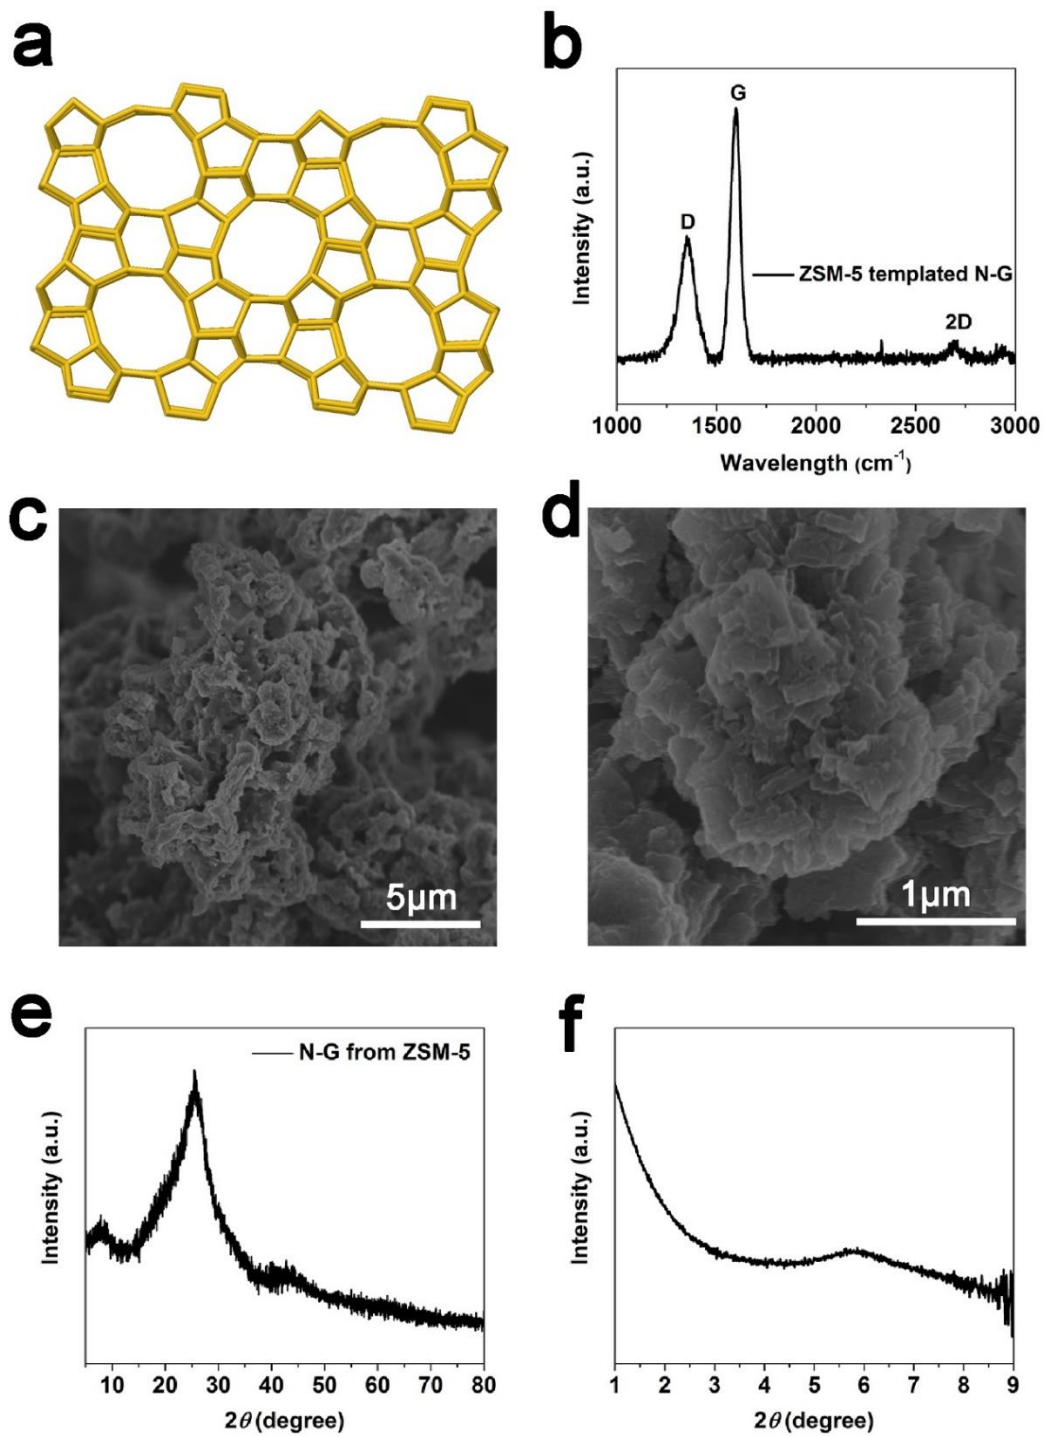 a
b
G
D
ZSM-5 templated N-G
2D
Intensity (a.u.)
1000 1500 2000 2500 3000
Wavelength (cm⁻¹)
c
5μm
d
1μm
e
N-G from ZSM-5
Intensity (a.u.)
10 20 30 40 50 60 70 80
2θ (degree)
f
Intensity (a.u.)
1 2 3 4 5 6 7 8 9
2θ (degree)